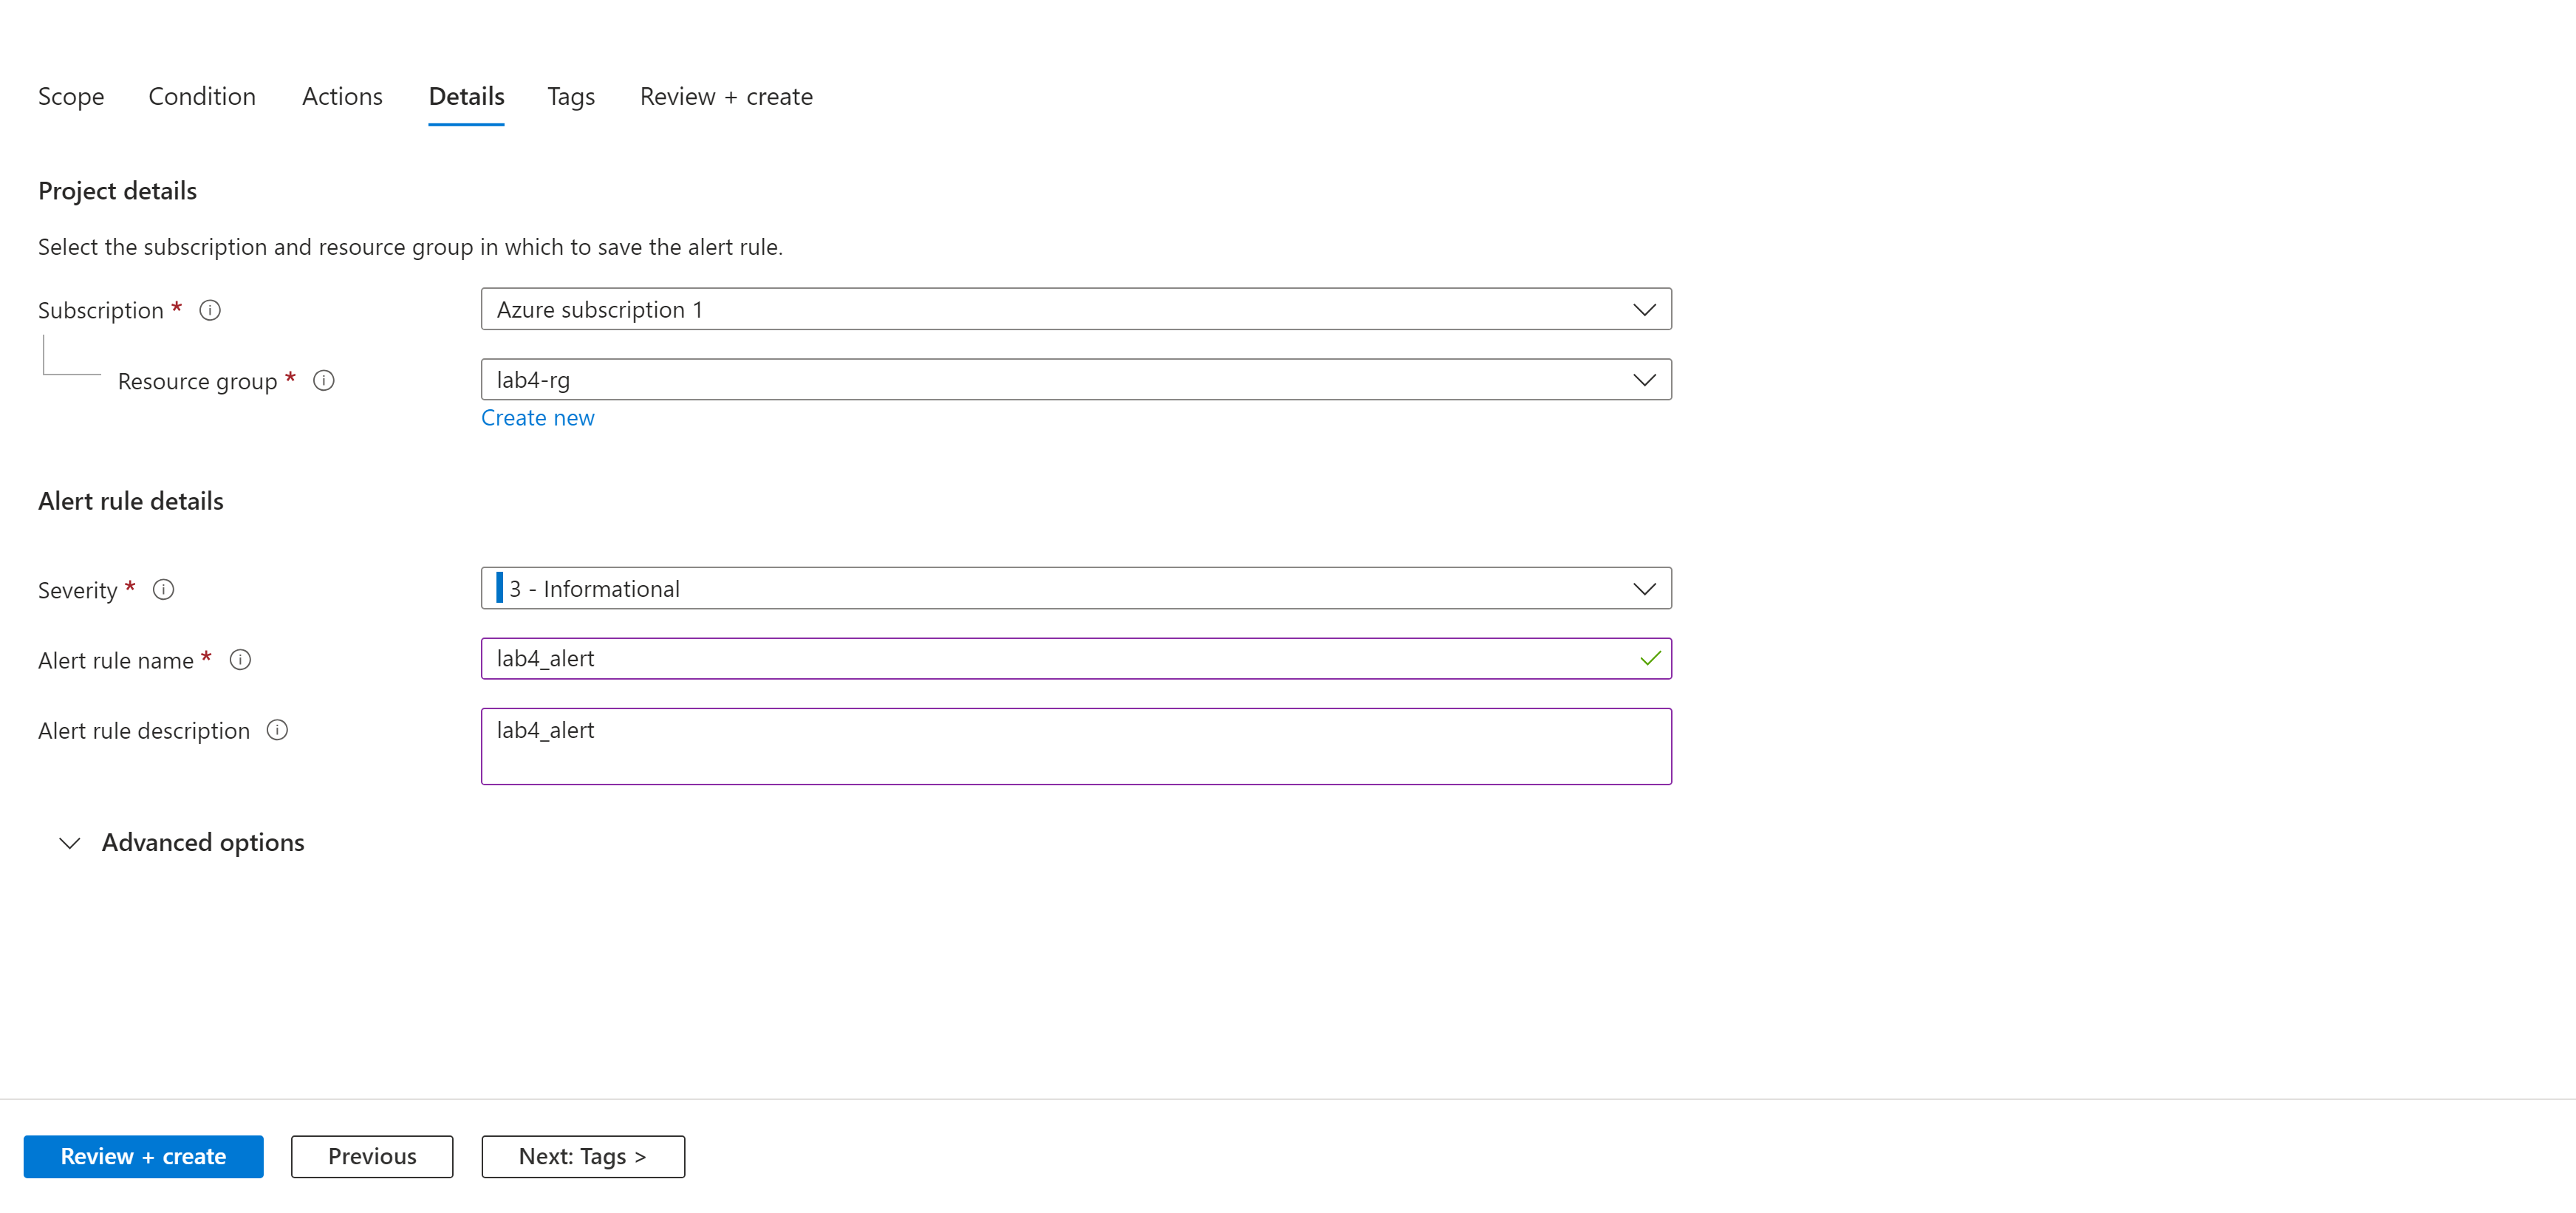 Scope Condition Actions Details Tags Review + create
Project details
Select the subscription and resource group in which to save the alert rule.
Subscription * Azure subscription 1
Resource group * lab4-rg
Create new
Alert rule details
Severity * 3 - Informational
Alert rule name * lab4_alert
Alert rule description lab4_alert
Advanced options
Review + create Previous Next: Tags >